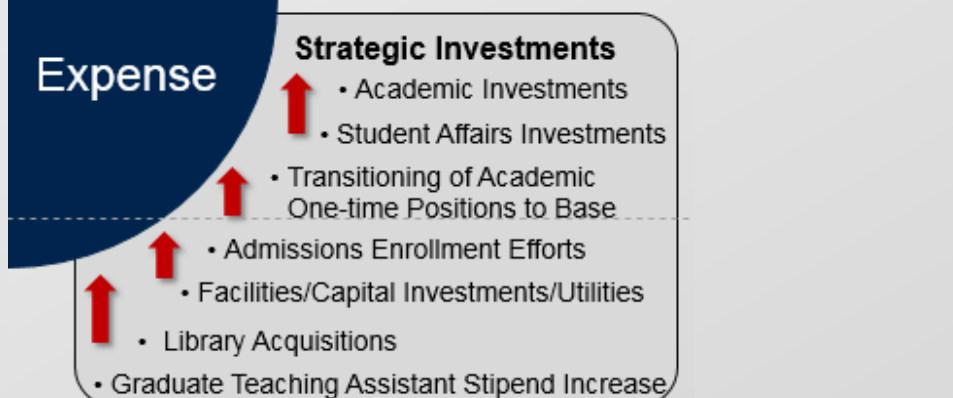 Expense
Strategic Investments
• Academic Investments
• Student Affairs Investments
• Transitioning of Academic
One-time Positions to Base
• Admissions Enrollment Efforts
• Facilities/Capital Investments/Utilities
• Library Acquisitions
• Graduate Teaching Assistant Stipend Increase